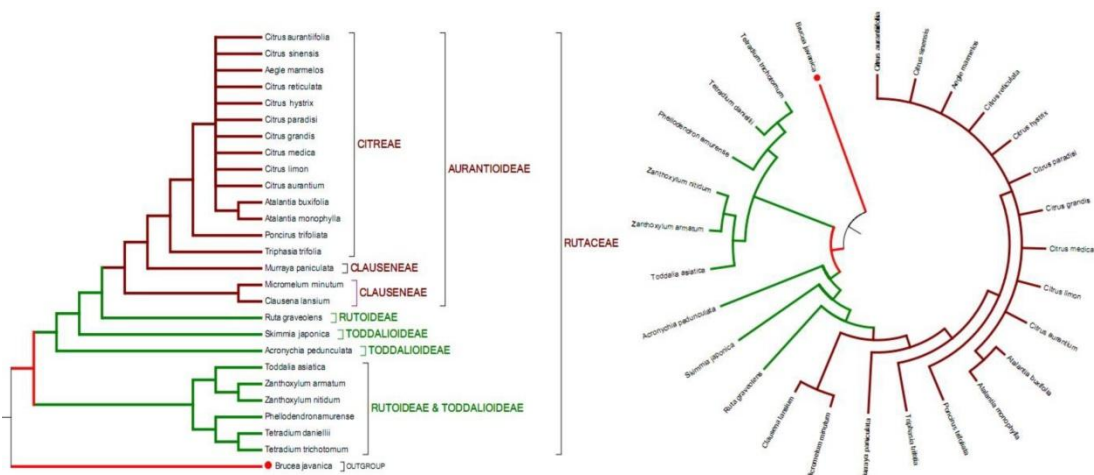 Citrus aurantiifolia
Citrus sinensis
Aegle marmelos
Citrus reticulata
Citrus hystrix
Citrus paradisi
Citrus grandis
Citrus medica
Citrus limon
Citrus aurantium
Atalantia buxifolia
Atalantia monophylla
Poncirus trifoliata
Triphasia trifolia
Murraya paniculata
Micromelum minutum
Clausena lansium
Ruta graveolens
Skimmia japonica
Acronychia pedunculata
Toddalia asiatica
Zanthoxylum armatum
Zanthoxylum nitidum
Phellodendronamurense
Tetradium daniellii
Tetradium trichotomum
Brucea javanica
OUTGROUP
CITREAE
CLAUSENEAE
CLAUSENEAE
RUTOIDEAE
TODDALIOIDEAE
TODDALIOIDEAE
RUTOIDEAE & TODDALIOIDEAE
AURANTIOIDEAE
RUTACEAE
Brucea javanica
Citrus aurantiifolia
Citrus sinensis
Aegle marmelos
Citrus reticulata
Citrus hystrix
Citrus paradisi
Citrus grandis
Citrus medica
Citrus limon
Citrus aurantium
Atalantia buxifolia
Atalantia monophylla
Poncirus trifoliata
Triphasia trifolia
paniculata
minutum
Clausena lansium
Ruta graveolens
Skimmia japonica
Acronychia pedunculata
Toddalia asiatica
Zanthoxylum armatum
Zanthoxylum nitidum
Phellodendron amurensis
Tetradium daniellii
Tetradium trichotomum